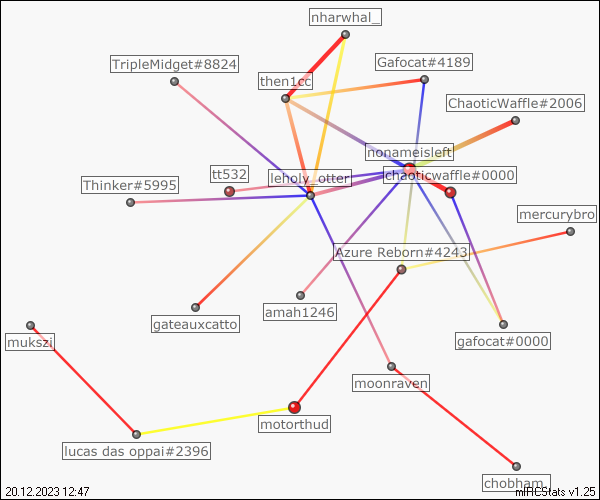 nharwhal_
TripleMidget#8824
Gafocat#4189
then1cc
ChaoticWaffle#2006
nonameisleft
tt532
leholy_otter
chaoticwaffle#0000
Thinker#5995
mercurybro
Azure Reborn#4243
amah1246
gateauxcatto
gafocat#0000
mukszi
moonraven
motorthud
lucas das oppai#2396
chobham.
20.12.2023 12:47
mIRCStats v1.25